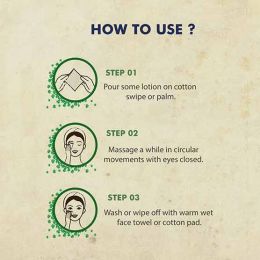 HOW TO USE ?
STEP 01
Pour some lotion on cotton
swipe or palm.
STEP 02
Massage a while in circular
movements with eyes closed.
STEP 03
Wash or wipe off with warm wet
face towel or cotton pad.